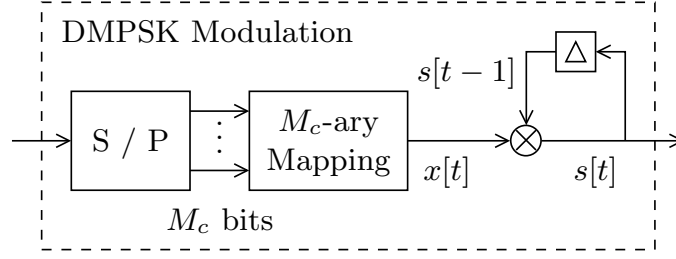 DMPSK Modulation
s[t − 1]
△
S / P
⋮
M_c-ary
Mapping
x[t]
s[t]
M_c bits